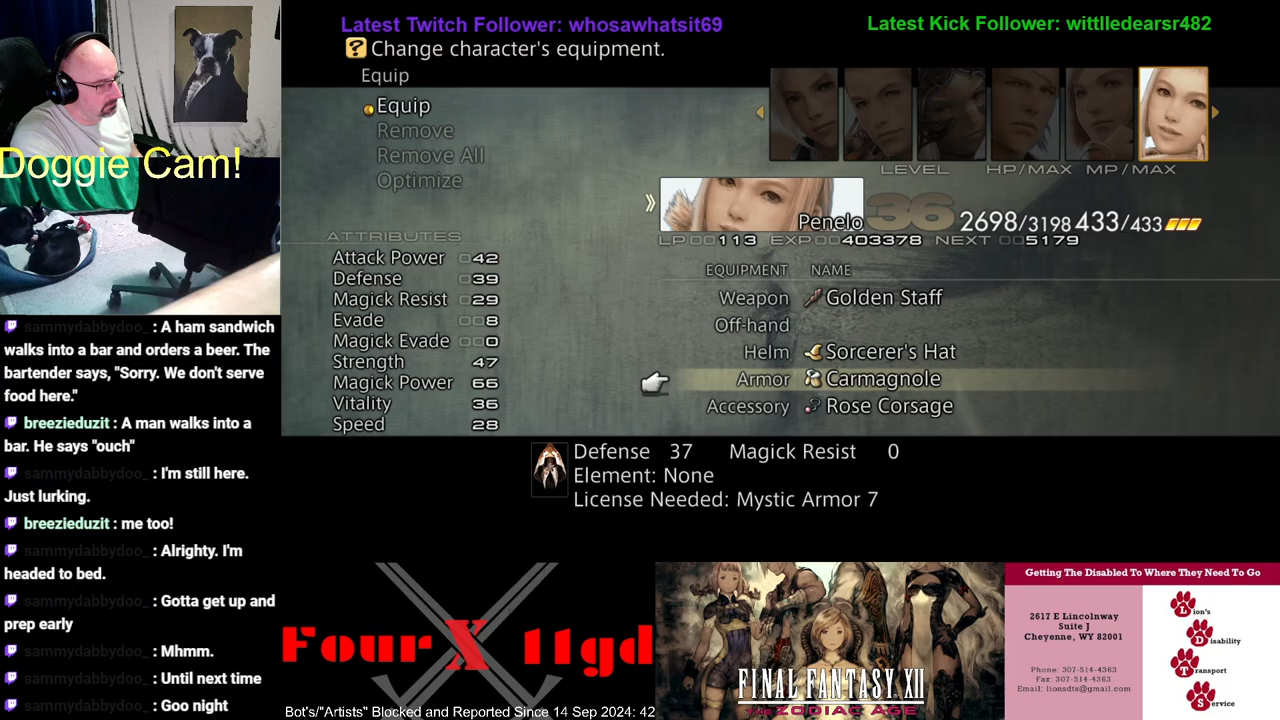 Latest Twitch Follower: whosawhatsit69
Latest Kick Follower: wittlledearsr482
Change character's equipment.
Equip
Equip
Remove
Remove All
Optimize
LEVEL HP/MAX MP/MAX
Penelo 36 2698/3198 433/433
LP 00113 EXP 00403378 NEXT 005179
ATTRIBUTES
Attack Power 042
Defense 039
Magick Resist 029
Evade 008
Magick Evade 000
Strength 47
Magick Power 66
Vitality 36
Speed 28
EQUIPMENT NAME
Weapon Golden Staff
Off-hand
Helm Sorcerer's Hat
Armor Carmagnole
Accessory Rose Corsage
Defense 37 Magick Resist 0
Element: None
License Needed: Mystic Armor 7
Doggie Cam!
sammydabbydoo_ : A ham sandwich
walks into a bar and orders a beer. The
bartender says, "Sorry. We don't serve
food here."
breezieduzit : A man walks into a
bar. He says "ouch"
sammydabbydoo_ : I'm still here.
Just lurking.
breezieduzit : me too!
sammydabbydoo_ : Alrighty. I'm
headed to bed.
sammydabbydoo_ : Gotta get up and
prep early
sammydabbydoo_ : Mhmm.
sammydabbydoo_ : Until next time
sammydabbydoo_ : Goo night
Four X 11gd
Bot's/"Artists" Blocked and Reported Since 14 Sep 2024: 42
FINAL FANTASY XII
THE ZODIAC AGE
Getting The Disabled To Where They Need To Go
2617 E Lincolnway
Suite J
Cheyenne, WY 82001
Phone: 307-514-4363
Fax: 307-514-4363
Email: lionsdts@gmail.com
Lion's
Disability
Transport
Service